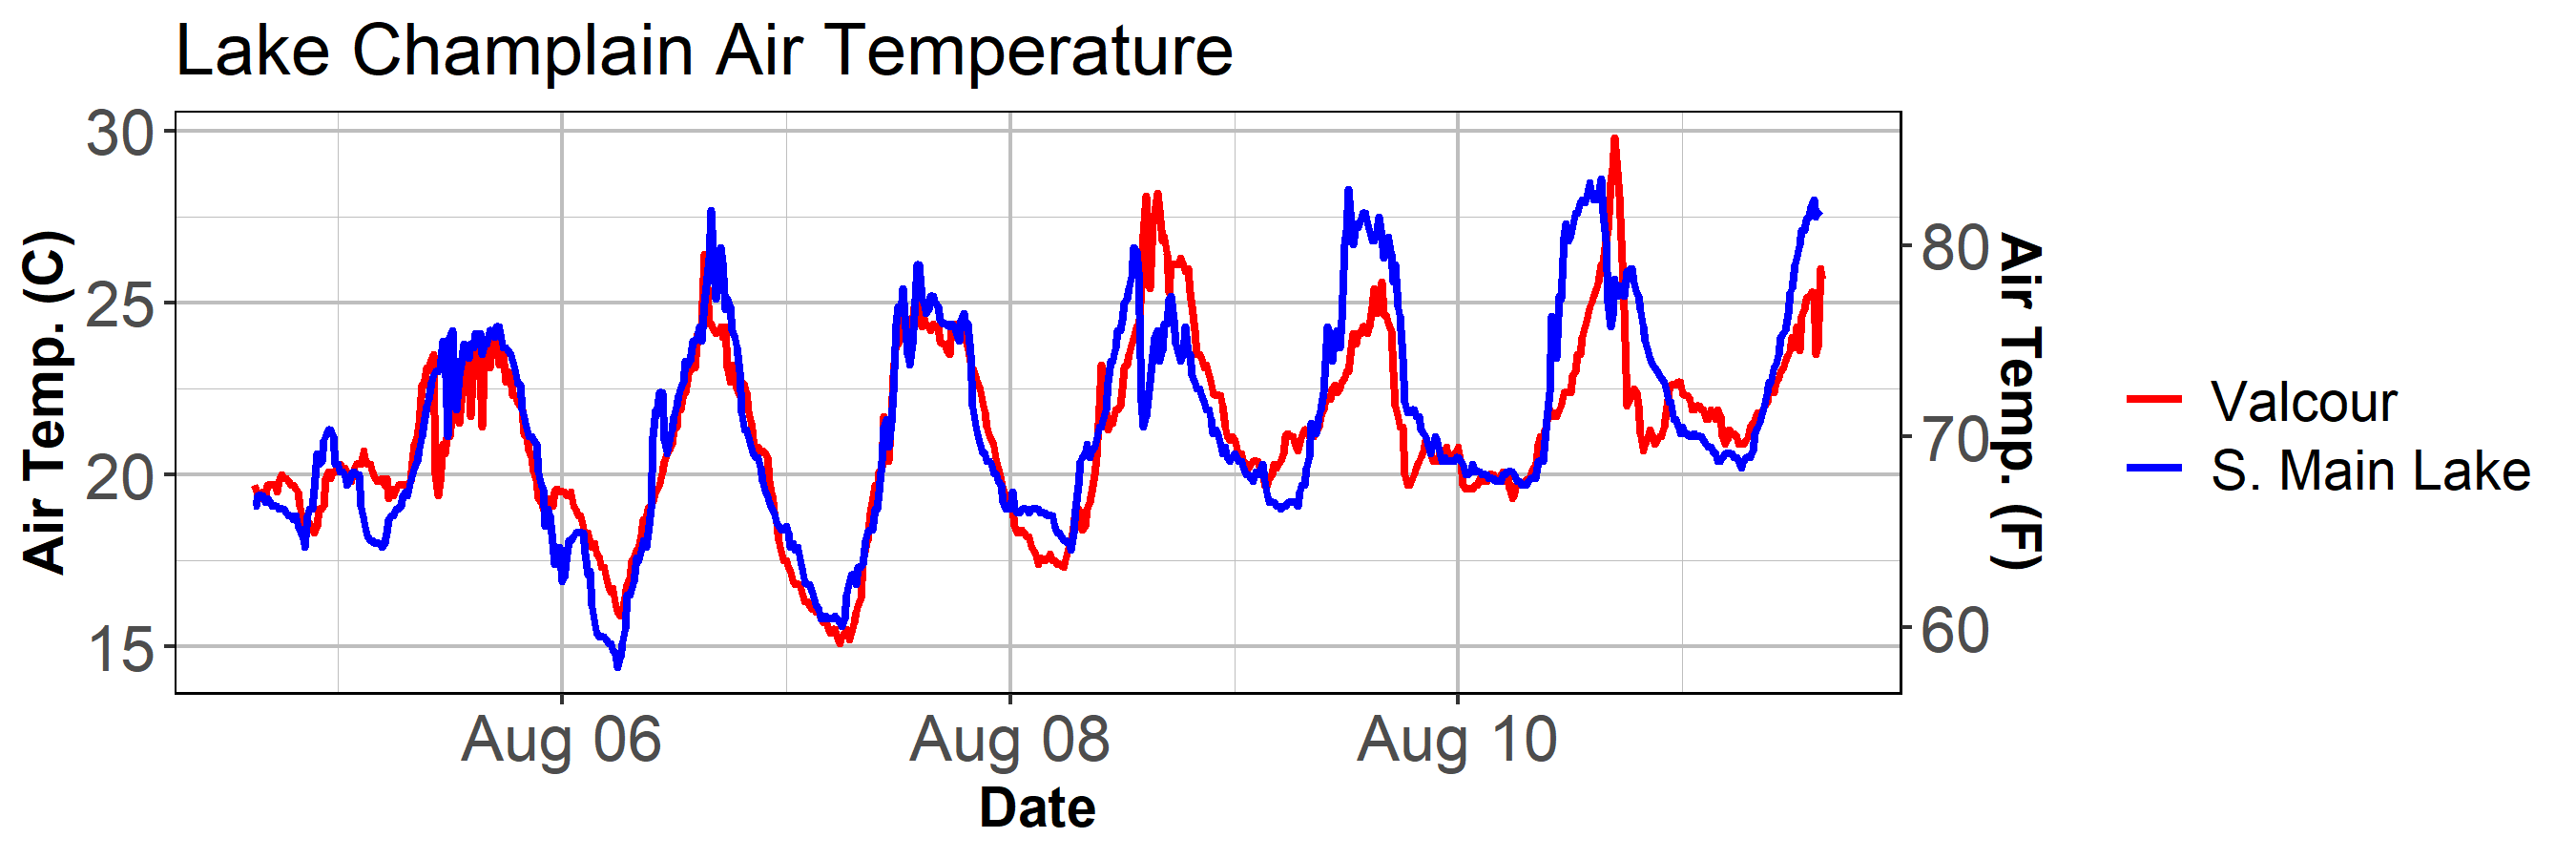 Lake Champlain Air Temperature
30
25
20
15
Air Temp. (C)
80
70
60
Air Temp. (F)
Aug 06
Aug 08
Aug 10
Date
Valcour
S. Main Lake